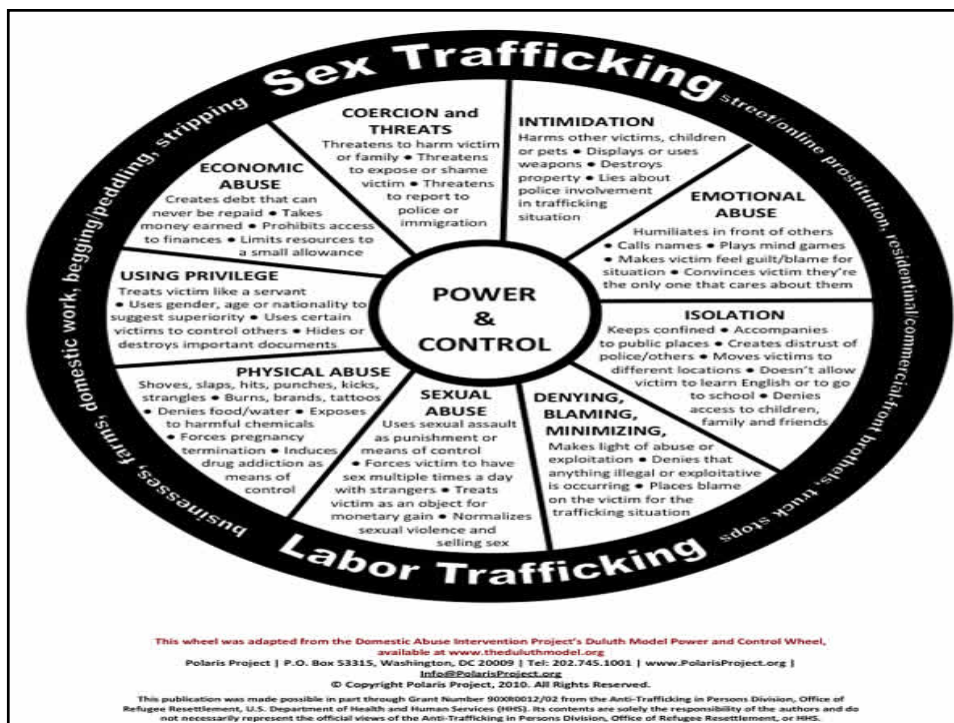 Sex Trafficking
street/online prostitution, residentinal/commercial-front brothels, truck stops
Labor Trafficking
businesses, farms, domestic work, begging/peddling, stripping
COERCION and
THREATS
Threatens to harm victim
or family ● Threatens
to expose or shame
victim ● Threatens
to report to
police or
immigration
INTIMIDATION
Harms other victims, children
or pets ● Displays or uses
weapons ● Destroys
property ● Lies about
police involvement
in trafficking
situation
EMOTIONAL
ABUSE
Humiliates in front of others
● Calls names ● Plays mind games
● Makes victim feel guilt/blame for
situation ● Convinces victim they're
the only one that cares about them
ISOLATION
Keeps confined ● Accompanies
to public places ● Creates distrust of
police/others ● Moves victims to
different locations ● Doesn't allow
victim to learn English or to go
to school ● Denies
access to children,
family and friends
DENYING,
BLAMING,
MINIMIZING,
Makes light of abuse or
exploitation ● Denies that
anything illegal or exploitative
is occurring ● Places blame
on the victim for the
trafficking situation
SEXUAL
ABUSE
Uses sexual assault
as punishment or
means of control
● Forces victim to have
sex multiple times a day
with strangers ● Treats
victim as an object for
monetary gain ● Normalizes
sexual violence and
selling sex
PHYSICAL ABUSE
Shoves, slaps, hits, punches, kicks,
strangles ● Burns, brands, tattoos
● Denies food/water ● Exposes
to harmful chemicals
● Forces pregnancy
termination ● Induces
drug addiction as
means of
control
USING PRIVILEGE
Treats victim like a servant
● Uses gender, age or nationality to
suggest superiority ● Uses certain
victims to control others ● Hides or
destroys important documents
ECONOMIC
ABUSE
Creates debt that can
never be repaid ● Takes
money earned ● Prohibits access
to finances ● Limits resources to
a small allowance
POWER
&
CONTROL
This wheel was adapted from the Domestic Abuse Intervention Project's Duluth Model Power and Control Wheel,
available at www.theduluthmodel.org
Polaris Project | P.O. Box 53315, Washington, DC 20009 | Tel: 202.745.1001 | www.PolarisProject.org |
Info@PolarisProject.org
© Copyright Polaris Project, 2010. All Rights Reserved.
This publication was made possible in part through Grant Number 90XR0012/02 from the Anti-Trafficking in Persons Division, Office of
Refugee Resettlement, U.S. Department of Health and Human Services (HHS). Its contents are solely the responsibility of the authors and do
not necessarily represent the official views of the Anti-Trafficking in Persons Division, Office of Refugee Resettlement, or HHS.